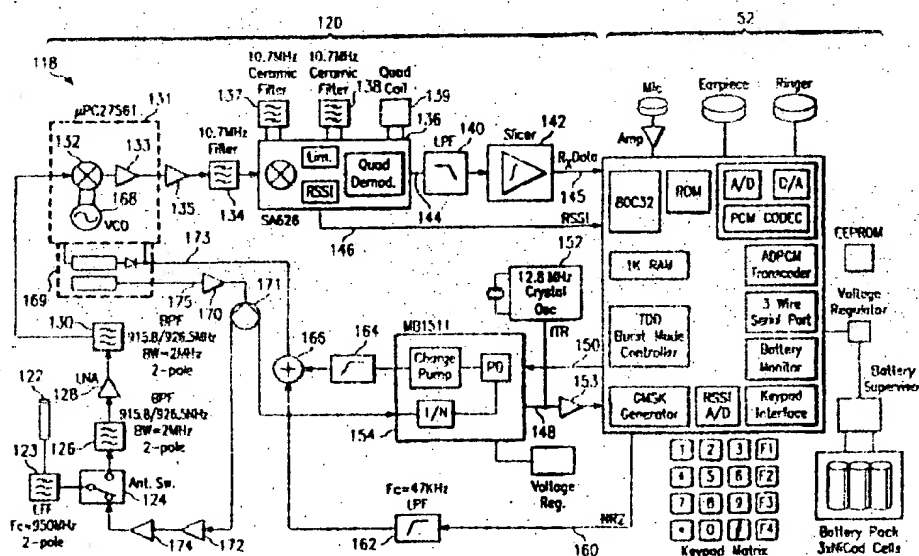 120
52
118
10.7MHz
Ceramic
Filter
10.7MHz
Ceramic
Filter
Quad
Coil
Mic
Earpiece
Ringer
137
138
139
μPC2756T
131
136
140
142
Amp
132
133
10.7MHz
Filter
Lim.
Quad
Demod.
RSSI
LPF
Slicer
RxData
145
80C32
ROM
A/D
D/A
PCM CODEC
168
VCO
135
134
SA626
144
146
RSSI
EEPROM
173
152
12.8 MHz
Crystal
Osc
1K RAM
ADPCM
Transcoder
169
175
170
171
3 Wire
Serial Port
Voltage
Regulator
130
BPF
915.8/926.5MHz
BW=2MHz
2-pole
166
164
MB1511
Charge
Pump
PD
ITR
150
TDD
Burst Mode
Controller
Battery
Monitor
Battery
Supervisor
LNA
128
122
BPF
915.8/926.5MHz
BW=2MHz
2-pole
126
1/N
154
148
153
GMSK
Generator
RSSI
A/D
Keypad
Interface
123
Ant. Sw.
124
Voltage
Reg.
1 2 3 F1
4 5 6 F2
7 8 9 F3
* 0 F4
Fc=47KHz
LPF
162
NRZ
160
Fc=950MHz
2-pole
174
172
Keypad Matrix
Battery Pack
3xNiCad Cells